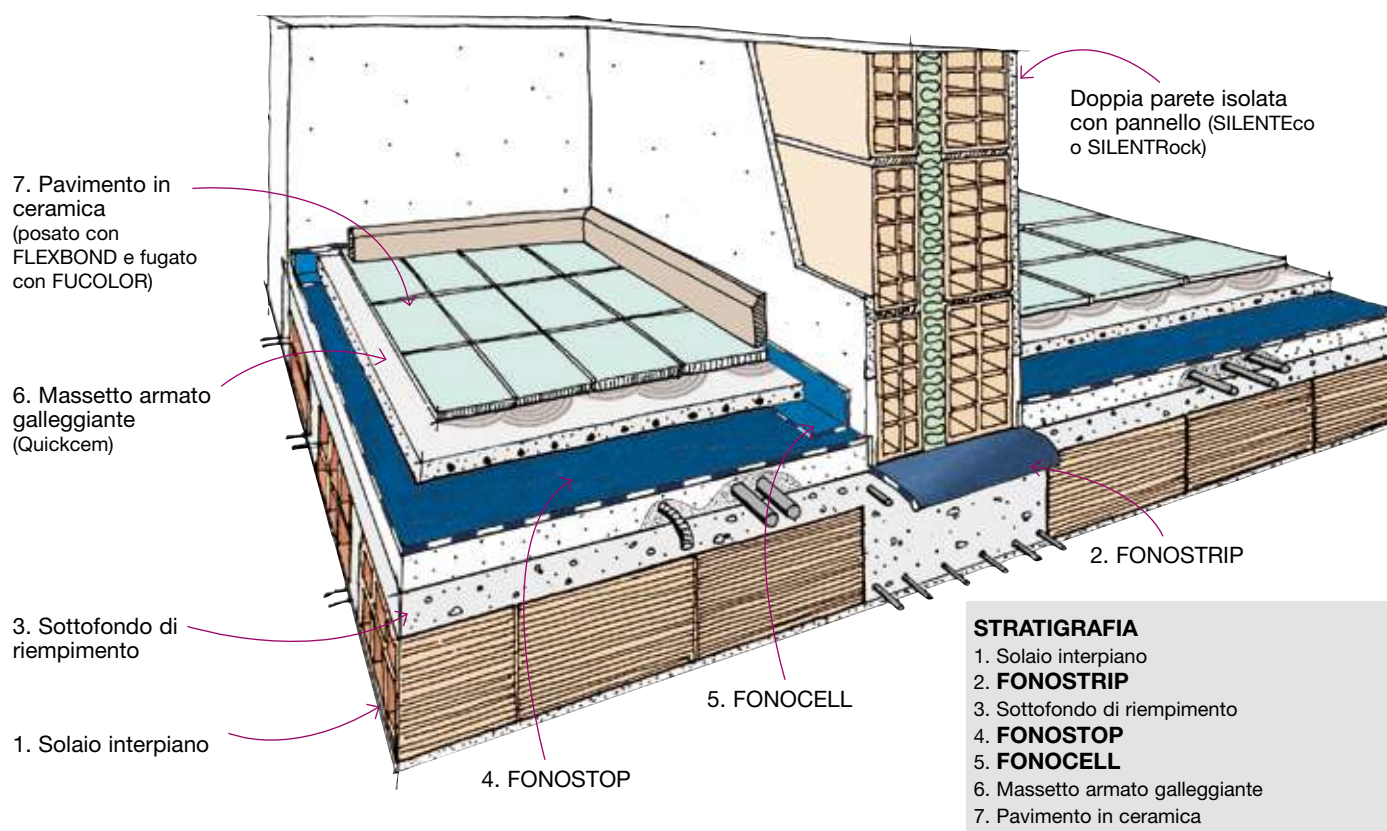 Doppia parete isolata
con pannello (SILENTEco
o SILENTRock)
7. Pavimento in
ceramica
(posato con
FLEXBOND e fugato
con FUCOLOR)
6. Massetto armato
galleggiante
(Quickcem)
2. FONOSTRIP
3. Sottofondo di
riempimento
5. FONOCELL
1. Solaio interpiano
4. FONOSTOP
STRATIGRAFIA
1. Solaio interpiano
2. FONOSTRIP
3. Sottofondo di riempimento
4. FONOSTOP
5. FONOCELL
6. Massetto armato galleggiante
7. Pavimento in ceramica